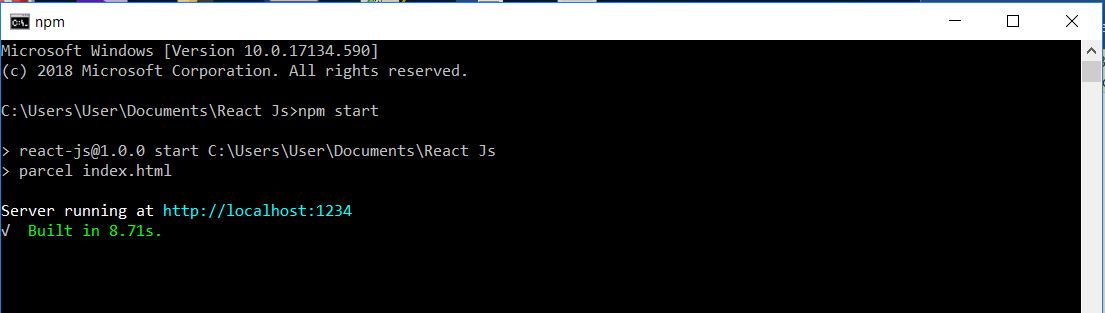 npm
Microsoft Windows [Version 10.0.17134.590]
(c) 2018 Microsoft Corporation. All rights reserved.
C:\Users\User\Documents\React Js>npm start
> react-js@1.0.0 start C:\Users\User\Documents\React Js
> parcel index.html
Server running at http://localhost:1234
√  Built in 8.71s.